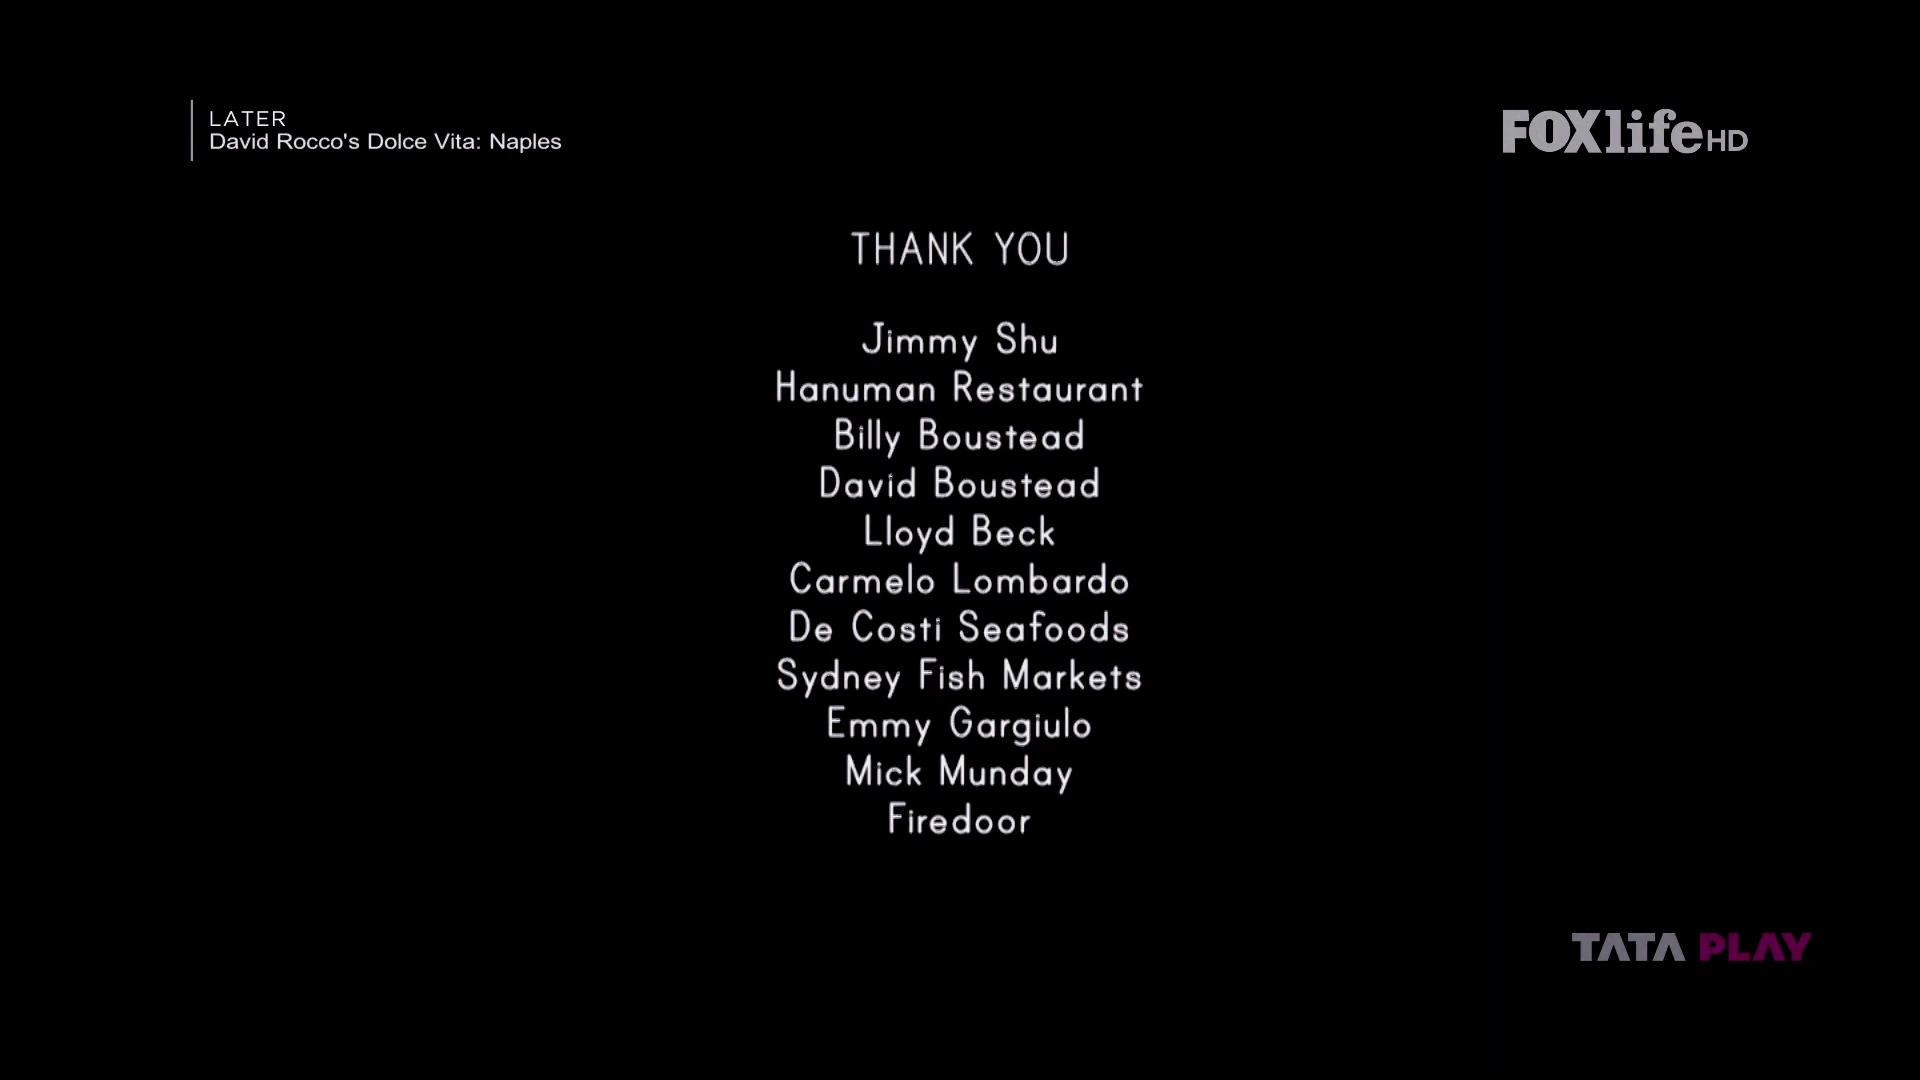 LATER
David Rocco's Dolce Vita: Naples
FOXlifeHD
THANK YOU
Jimmy Shu
Hanuman Restaurant
Billy Boustead
David Boustead
Lloyd Beck
Carmelo Lombardo
De Costi Seafoods
Sydney Fish Markets
Emmy Gargiulo
Mick Munday
Firedoor
TATA PLAY